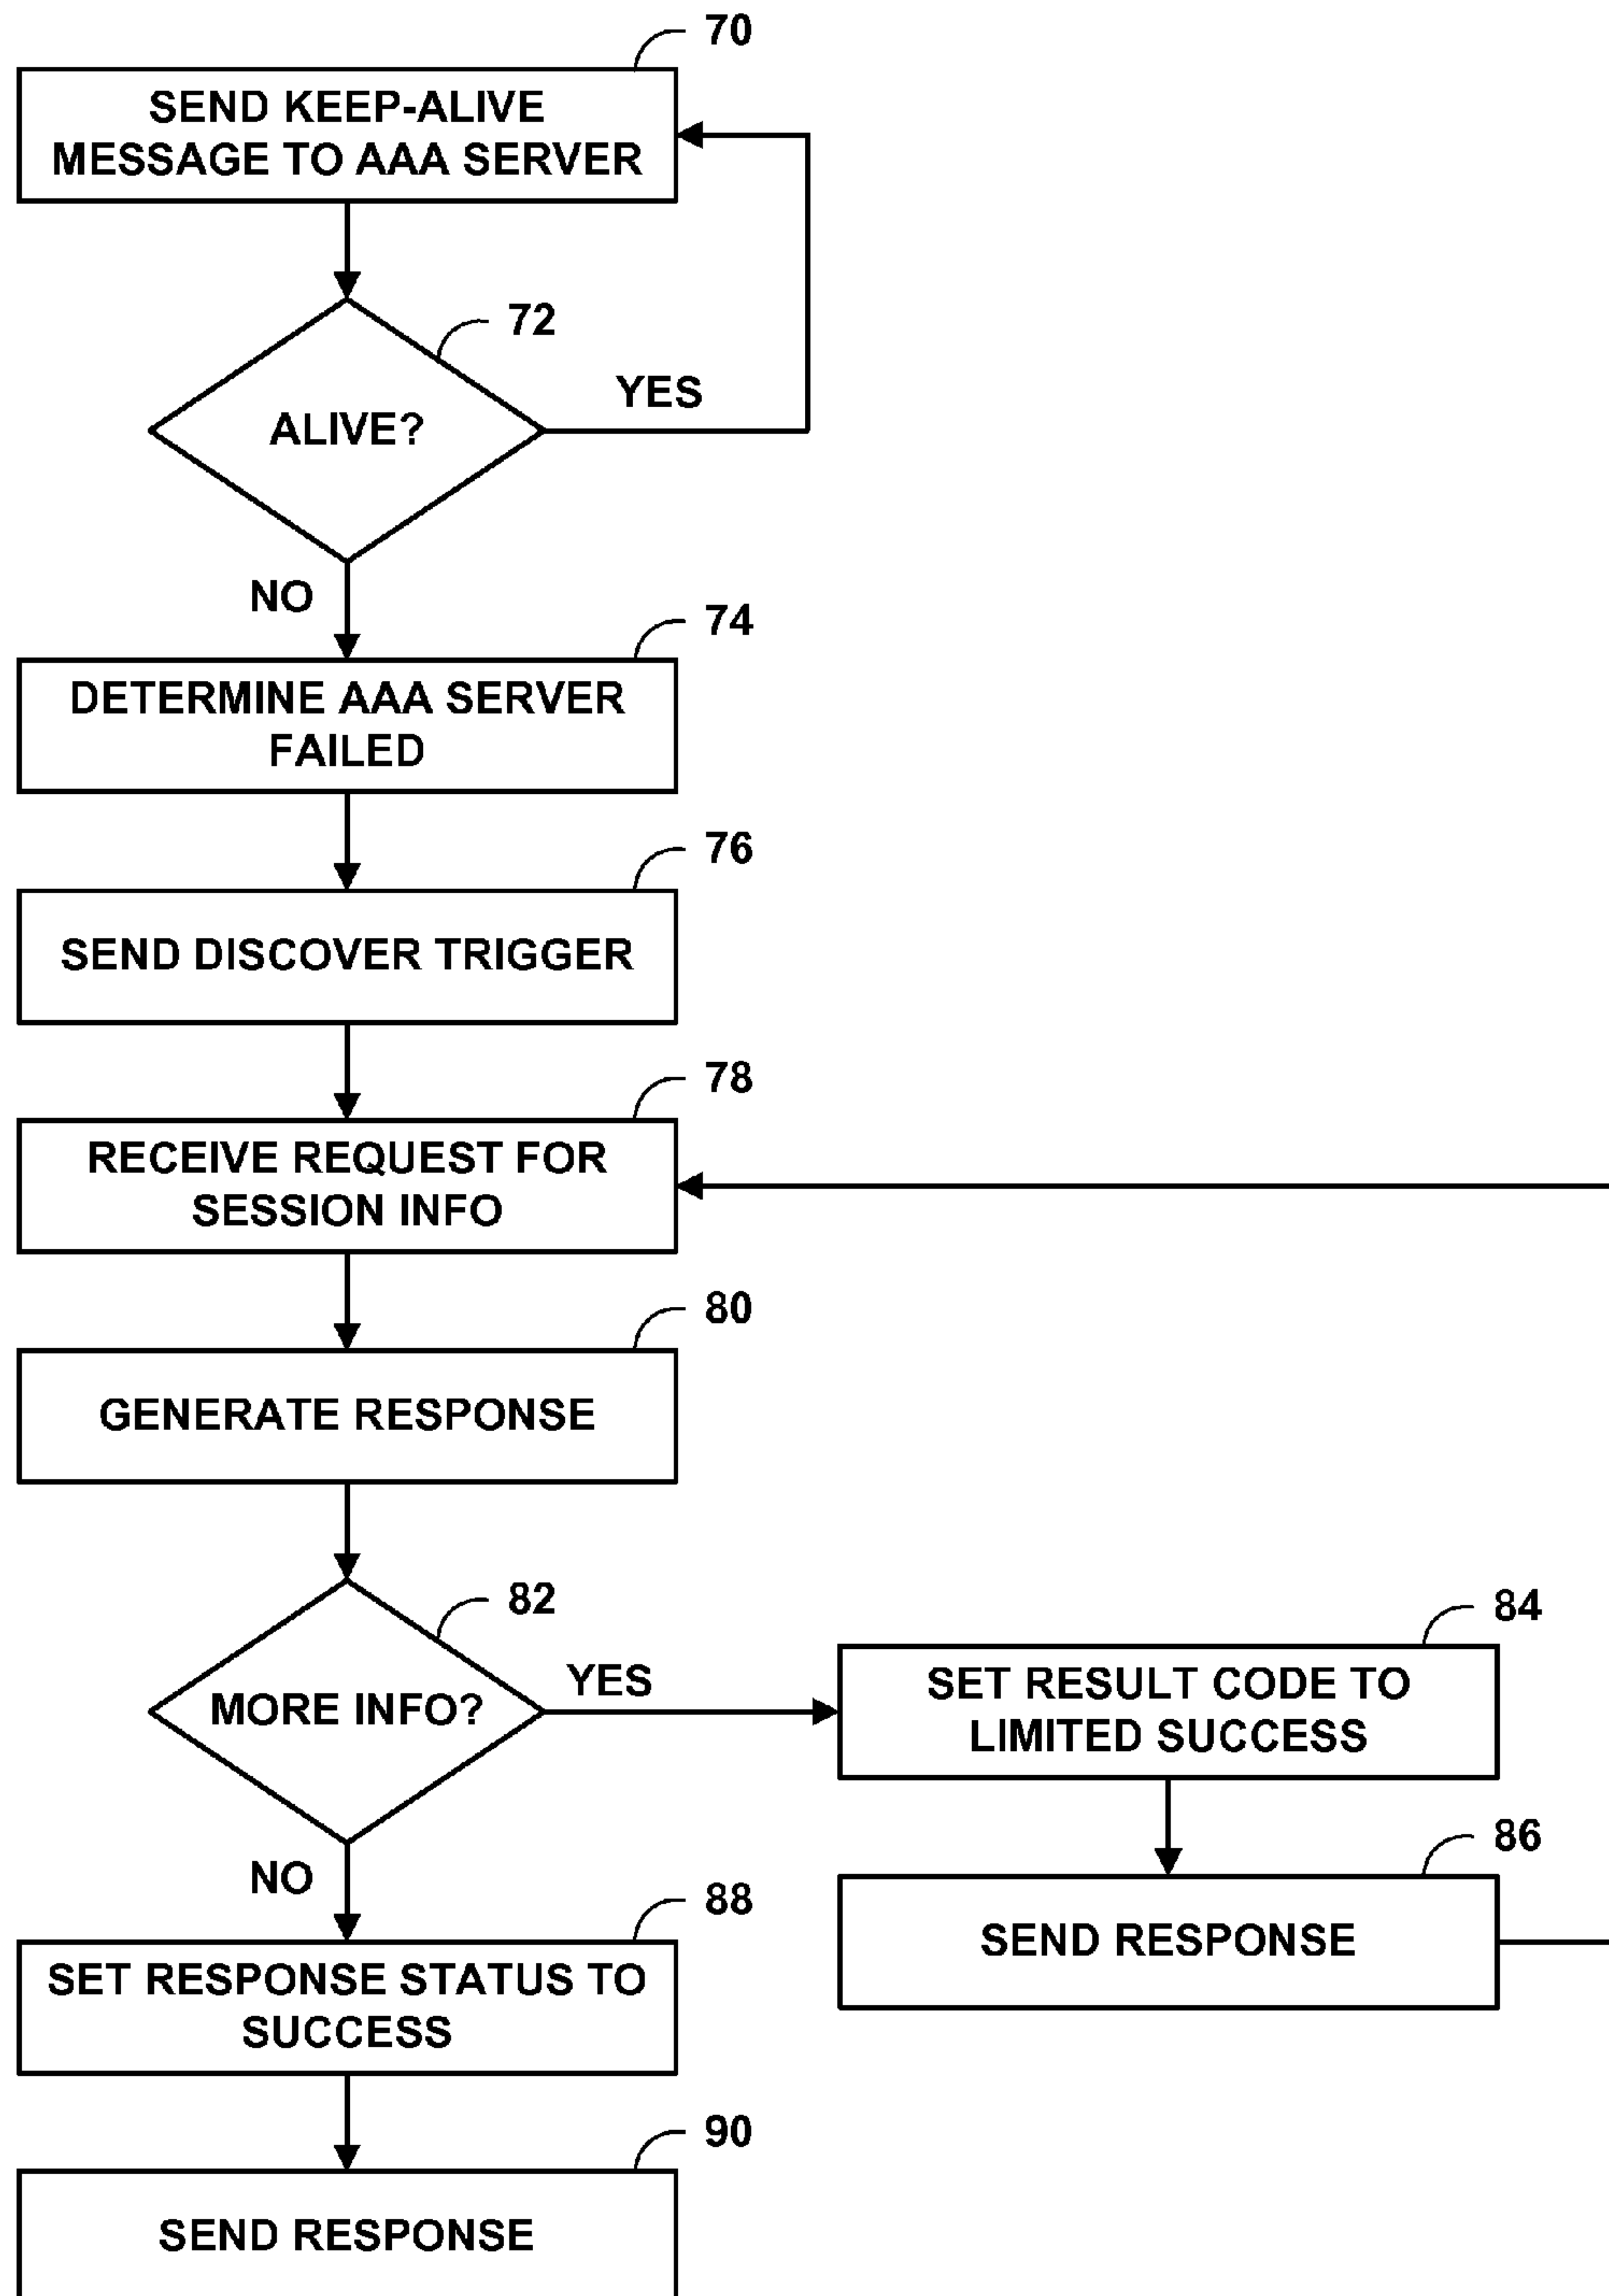 70
SEND KEEP-ALIVE
MESSAGE TO AAA SERVER
72
ALIVE?
YES
NO
74
DETERMINE AAA SERVER
FAILED
76
SEND DISCOVER TRIGGER
78
RECEIVE REQUEST FOR
SESSION INFO
80
GENERATE RESPONSE
82
MORE INFO?
YES
84
SET RESULT CODE TO
LIMITED SUCCESS
86
SEND RESPONSE
NO
88
SET RESPONSE STATUS TO
SUCCESS
90
SEND RESPONSE